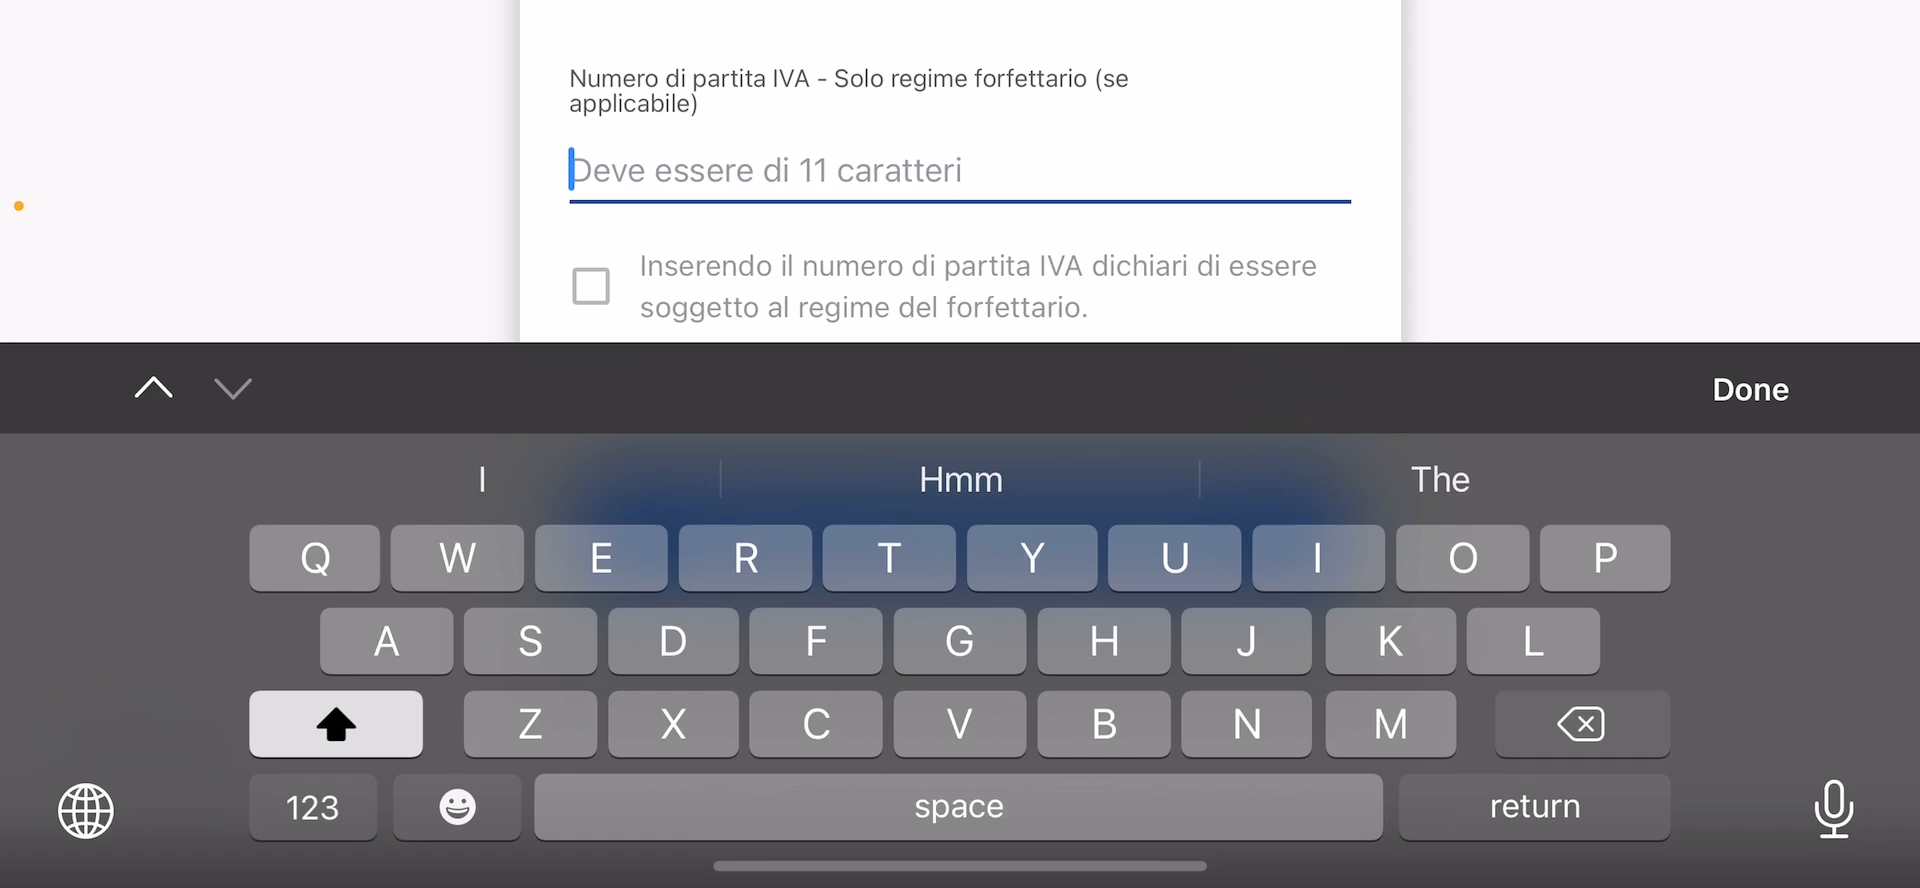 Numero di partita IVA - Solo regime forfettario (se
applicabile)
Deve essere di 11 caratteri
Inserendo il numero di partita IVA dichiari di essere
soggetto al regime del forfettario.
Done
I Hmm The
Q W E R T Y U I O P
A S D F G H J K L
Z X C V B N M
123 space return